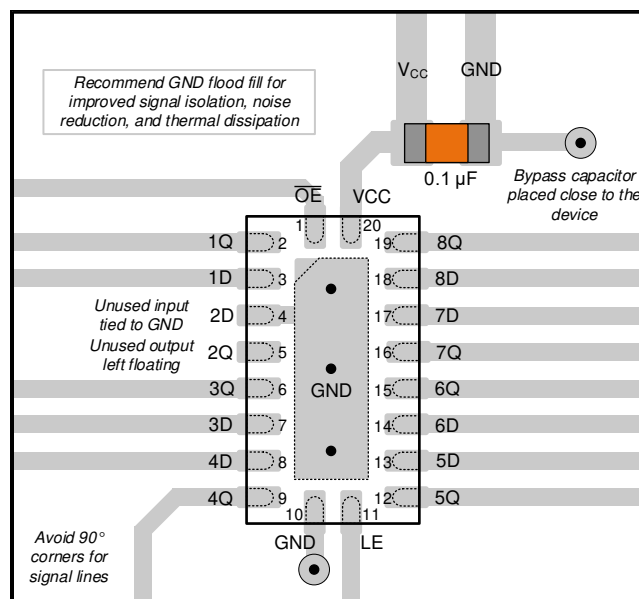 Recommend GND flood fill for
improved signal isolation, noise
reduction, and thermal dissipation
VCC GND
0.1 µF
Bypass capacitor
placed close to the
device
OE VCC
1 20
1Q 2 19 8Q
1D 3 18 8D
Unused input
tied to GND
2D 4 17 7D
Unused output
left floating
2Q 5 16 7Q
GND
3Q 6 15 6Q
3D 7 14 6D
4D 8 13 5D
4Q 9 12 5Q
10 11
GND LE
Avoid 90°
corners for
signal lines